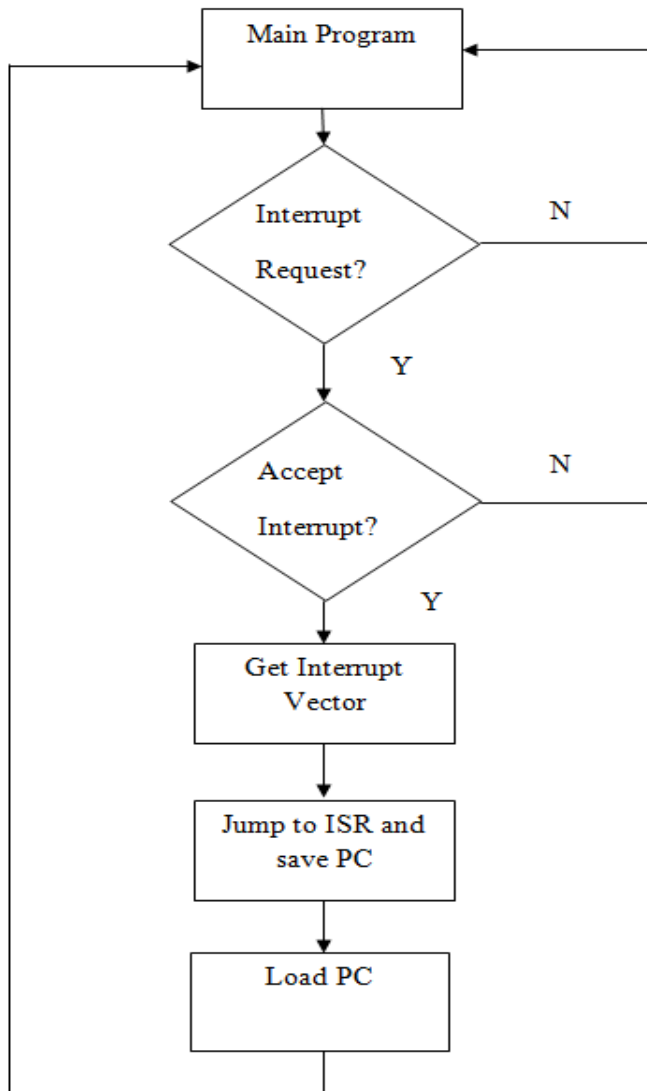 Main Program
Interrupt
Request?
N
Y
Accept
Interrupt?
N
Y
Get Interrupt
Vector
Jump to ISR and
save PC
Load PC